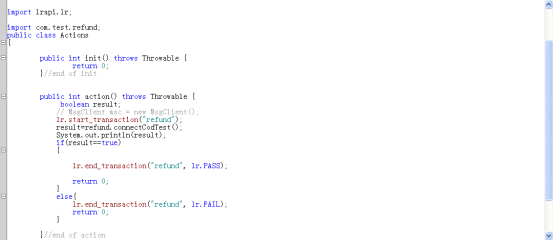 import lrapi.lr;
import com.test.refund;
public class Actions
{
public int init() throws Throwable {
return 0;
}//end of init
public int action() throws Throwable {
boolean result;
// MsgClient msc = new MsgClient();
lr.start_transaction("refund");
result=refund.connectCodTest();
System.out.println(result);
if(result==true)
{
lr.end_transaction("refund", lr.PASS);
return 0;
}
else{
lr.end_transaction("refund", lr.FAIL);
return 0;
}
}//end of action